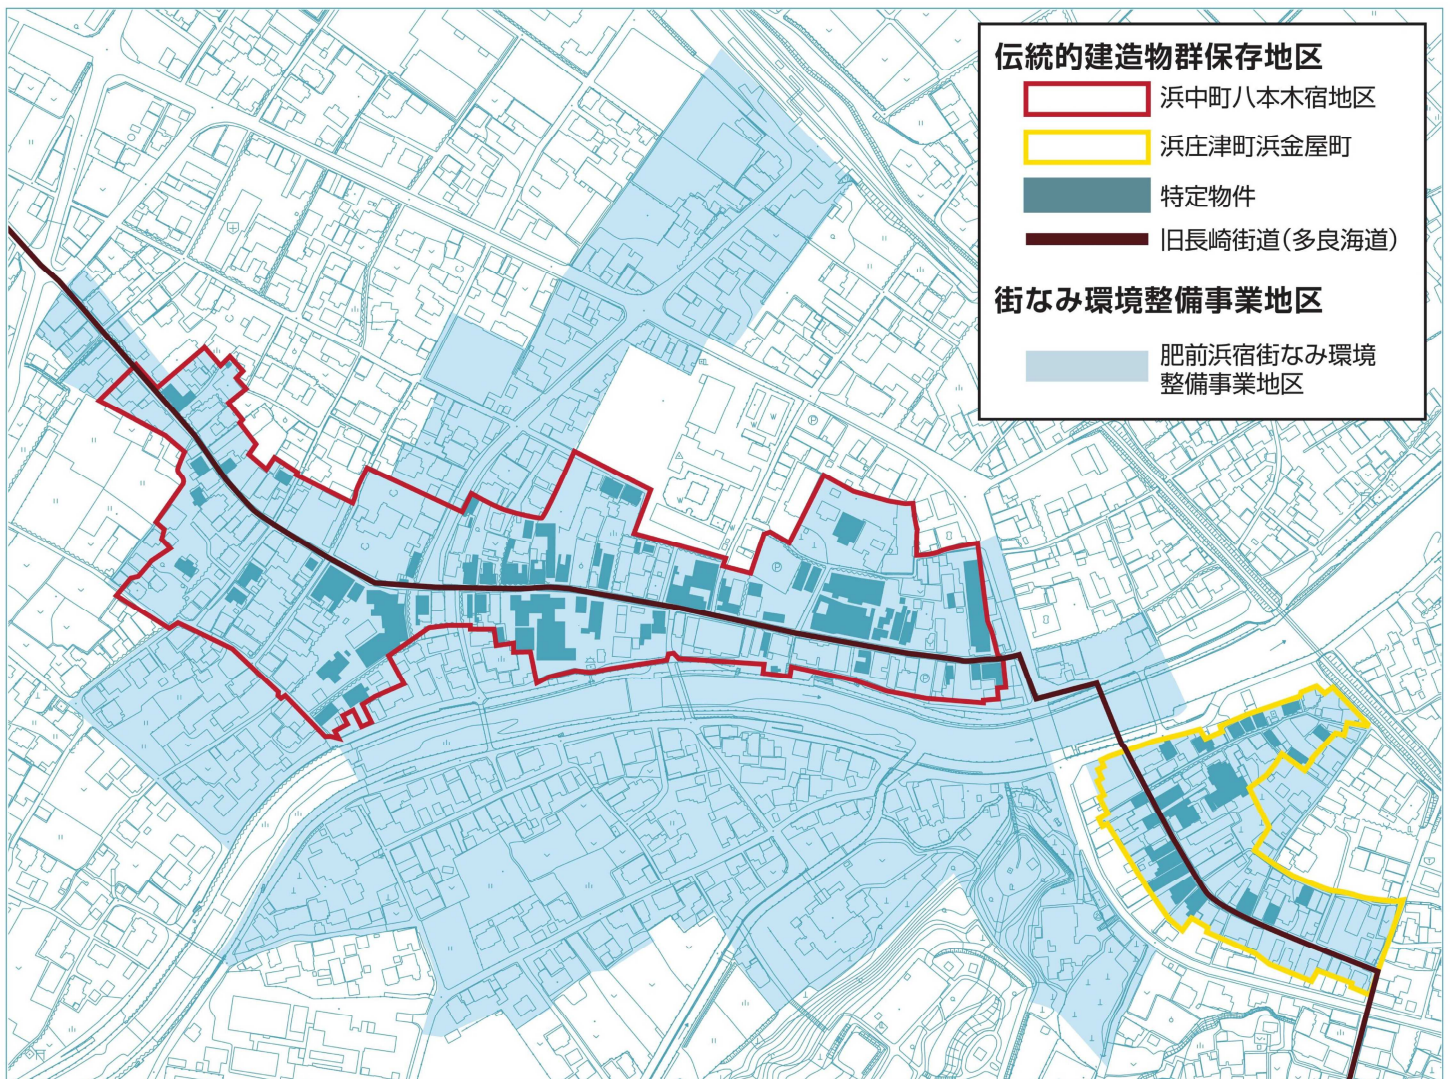 伝統的建造物群保存地区
浜中町八本木宿地区
浜庄津町浜金屋町
特定物件
旧長崎街道(多良海道)
街なみ環境整備事業地区
肥前浜宿街なみ環境
整備事業地区